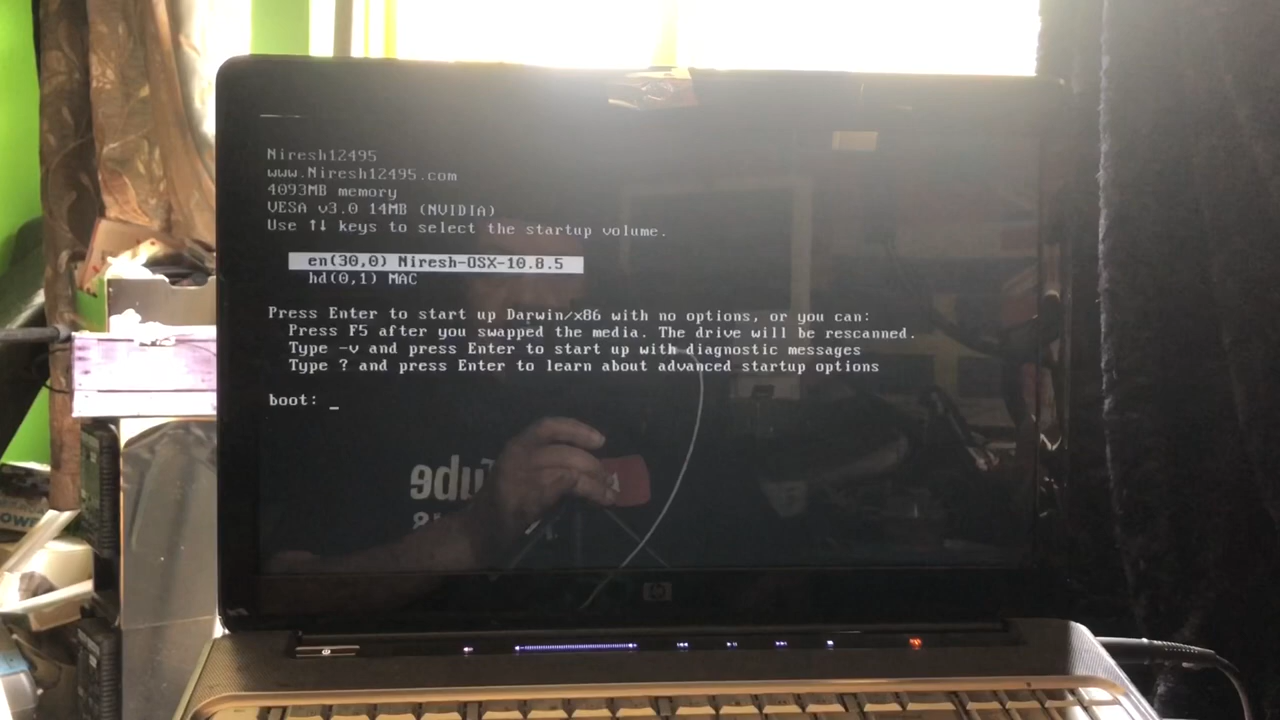 Niresh12495
www.Niresh12495.com
4093MB memory
VESA v3.0 14MB (NVIDIA)
Use ↑↓ keys to select the startup volume.
en(30,0) Niresh-OSX-10.8.5
hd(0,1) MAC
Press Enter to start up Darwin/x86 with no options, or you can:
Press F5 after you swapped the media. The drive will be rescanned.
Type -v and press Enter to start up with diagnostic messages
Type ? and press Enter to learn about advanced startup options
boot: _
Tube
hp